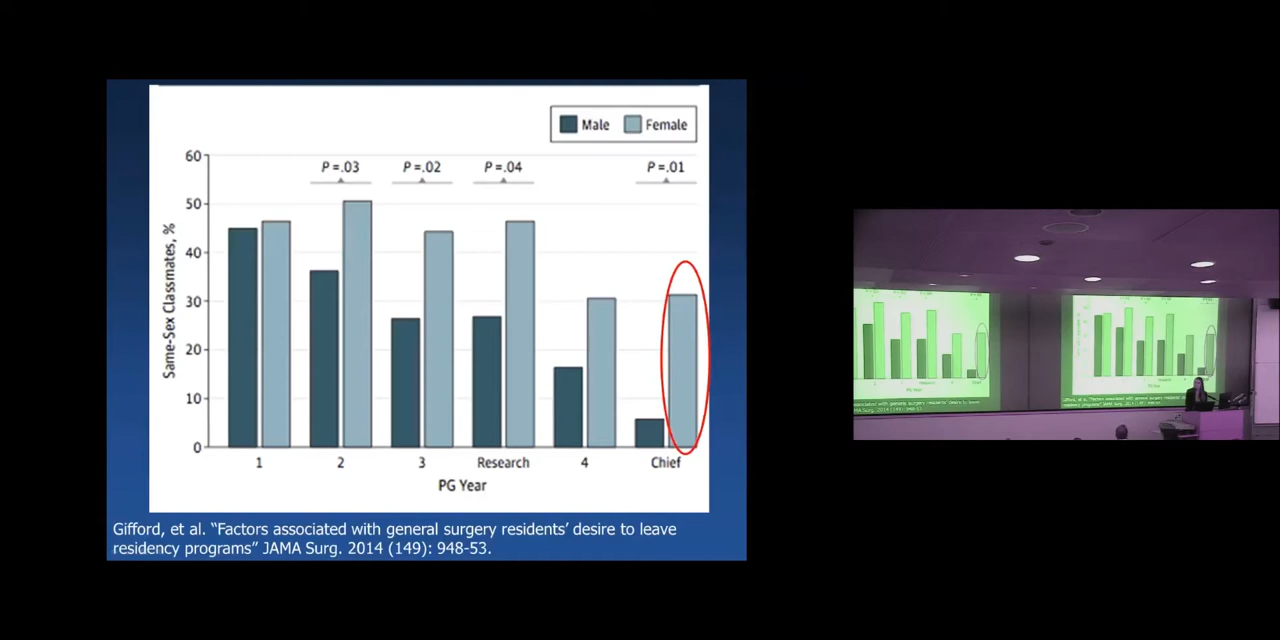 Male Female
60
50
40
30
20
10
0
Same-Sex Classmates, %
P =.03 P =.02 P =.04 P =.01
1 2 3 Research 4 Chief
PG Year
Gifford, et al. “Factors associated with general surgery residents’ desire to leave
residency programs” JAMA Surg. 2014 (149): 948-53.